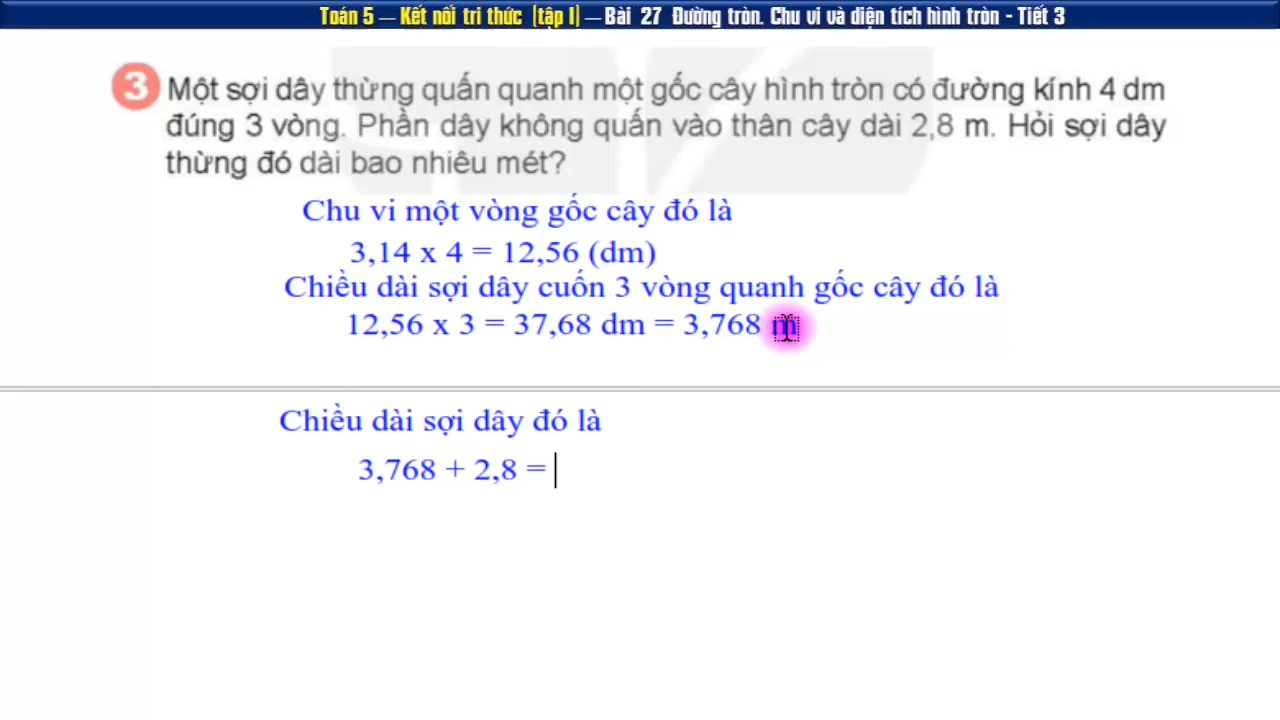 Toán 5 – Kết nối tri thức (tập 1) – Bài 27 Đường tròn. Chu vi và diện tích hình tròn - Tiết 3
3 Một sợi dây thừng quấn quanh một gốc cây hình tròn có đường kính 4 dm
đúng 3 vòng. Phần dây không quấn vào thân cây dài 2,8 m. Hỏi sợi dây
thừng đó dài bao nhiêu mét?
Chu vi một vòng gốc cây đó là
3,14 x 4 = 12,56 (dm)
Chiều dài sợi dây cuốn 3 vòng quanh gốc cây đó là
12,56 x 3 = 37,68 dm = 3,768 m
Chiều dài sợi dây đó là
3,768 + 2,8 =